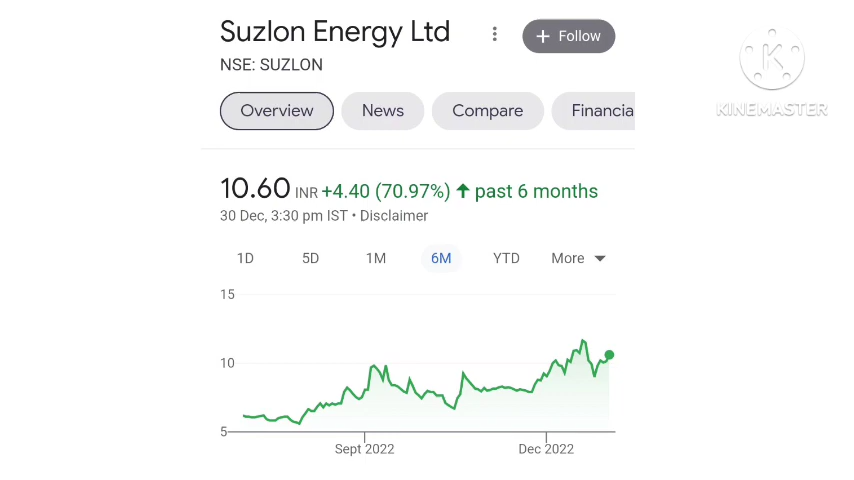 Suzlon Energy Ltd
+ Follow
NSE: SUZLON
Overview News Compare Financia
10.60 INR +4.40 (70.97%) ↑ past 6 months
30 Dec, 3:30 pm IST • Disclaimer
1D 5D 1M 6M YTD More
15
10
5
Sept 2022 Dec 2022
K
KINEMASTER